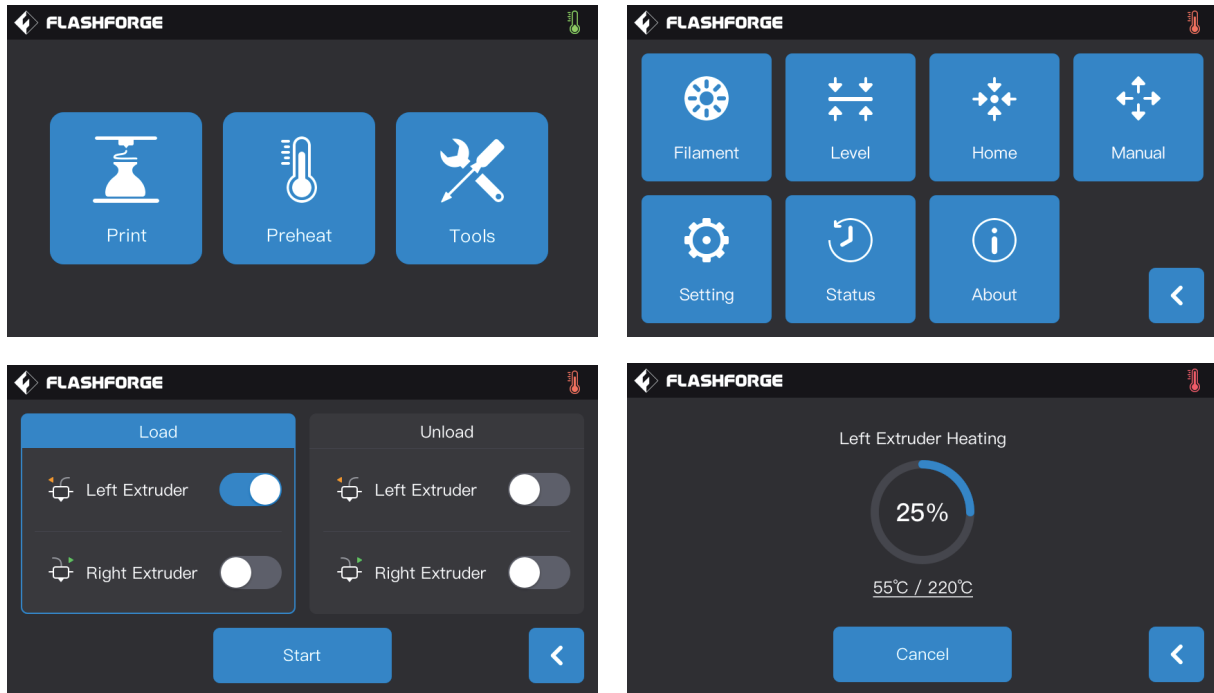 FLASHFORGE
Print
Preheat
Tools
FLASHFORGE
Filament
Level
Home
Manual
Setting
Status
About
FLASHFORGE
Load
Unload
Left Extruder
Left Extruder
Right Extruder
Right Extruder
Start
FLASHFORGE
Left Extruder Heating
25%
55℃ / 220℃
Cancel